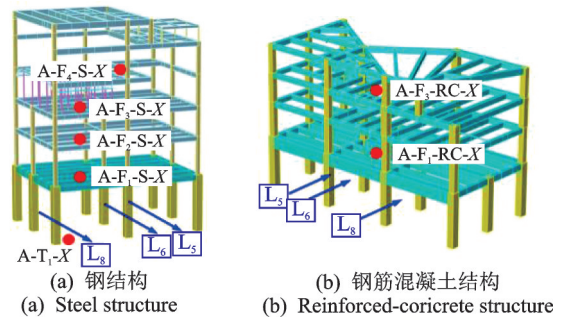 A-F₄-S-X
A-F₃-S-X
A-F₂-S-X
A-F₁-S-X
A-T₁-X
L₈
L₆
L₅
(a) 钢结构
(a) Steel structure
A-F₃-RC-X
A-F₁-RC-X
L₅
L₆
L₈
(b) 钢筋混凝土结构
(b) Reinforced-coricrete structure